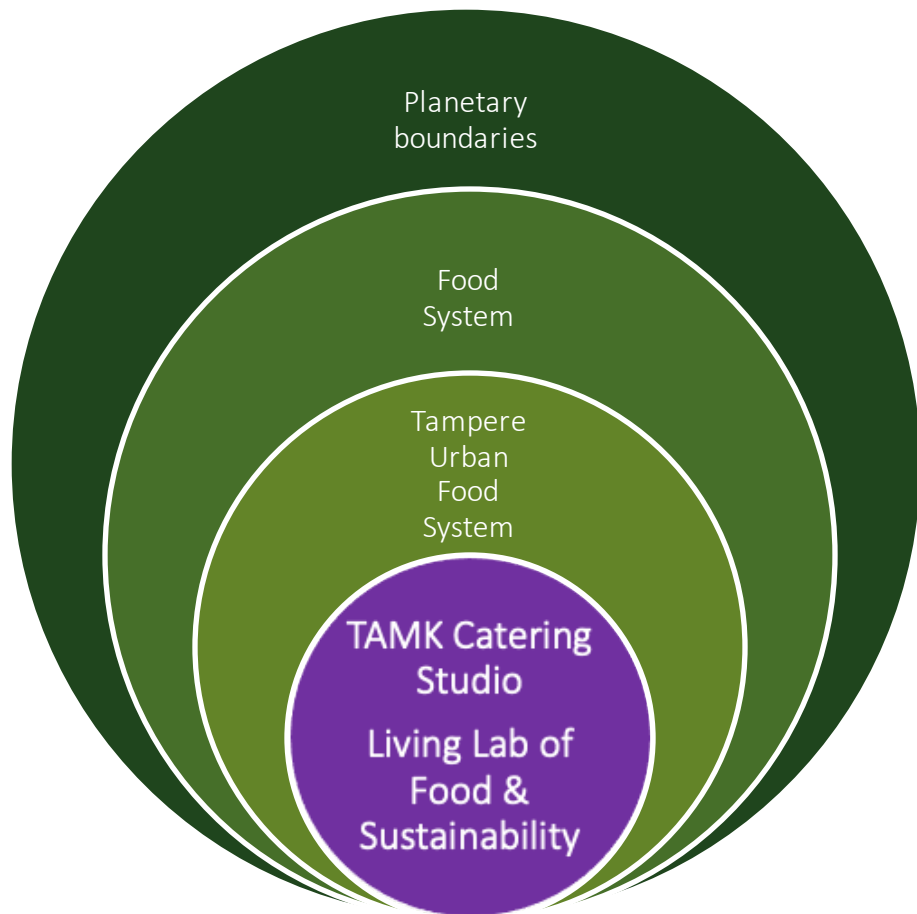 Planetary
boundaries
Food
System
Tampere
Urban
Food
System
TAMK Catering
Studio
Living Lab of
Food &
Sustainability